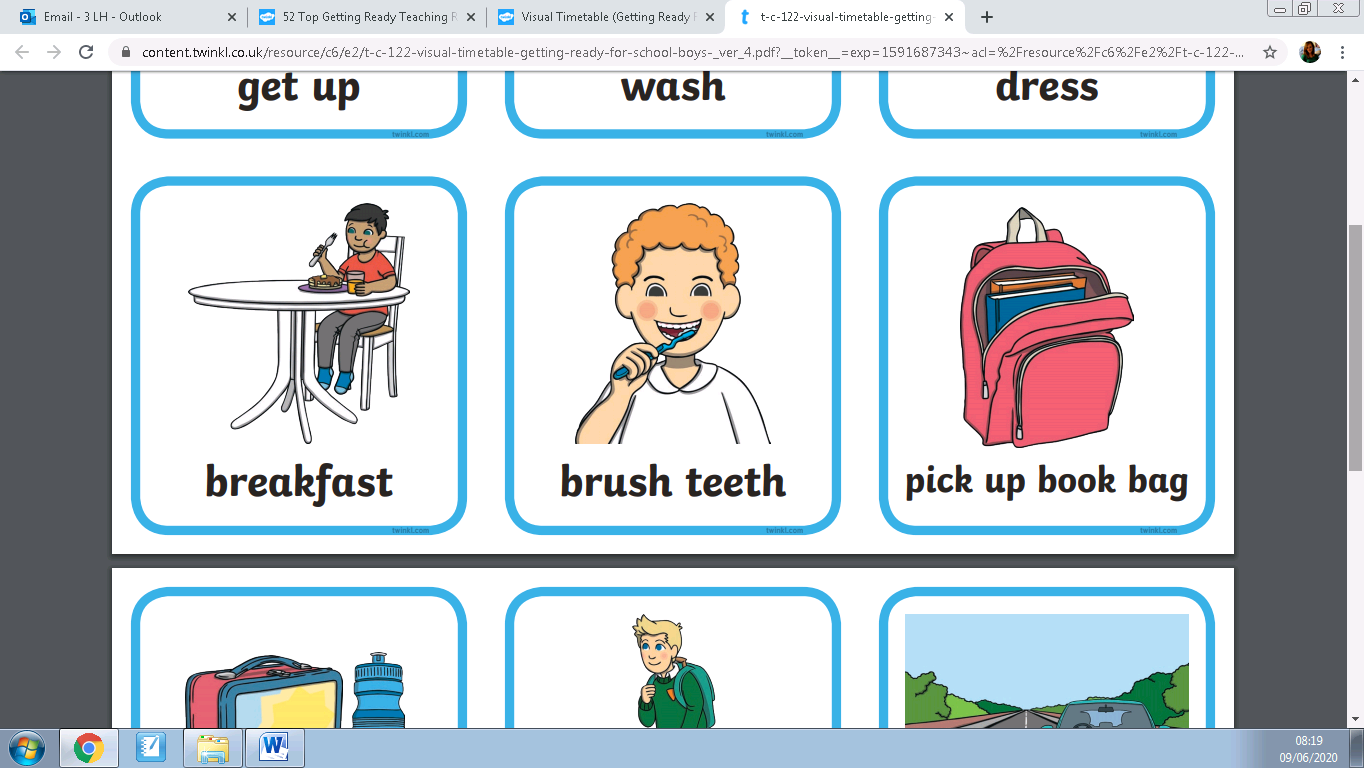 Email - 3 LH - Outlook
52 Top Getting Ready Teaching R
Visual Timetable (Getting Ready F
t-c-122-visual-timetable-getting-
content.twinkl.co.uk/resource/c6/e2/t-c-122-visual-timetable-getting-ready-for-school-boys-_ver_4.pdf?__token__=exp=1591687343~acl=%2Fresource%2Fc6%2Fe2%2Ft-c-122-...
get up
wash
dress
twinkl.com
twinkl.com
twinkl.com
breakfast
brush teeth
pick up book bag
twinkl.com
twinkl.com
twinkl.com
08:19
09/06/2020